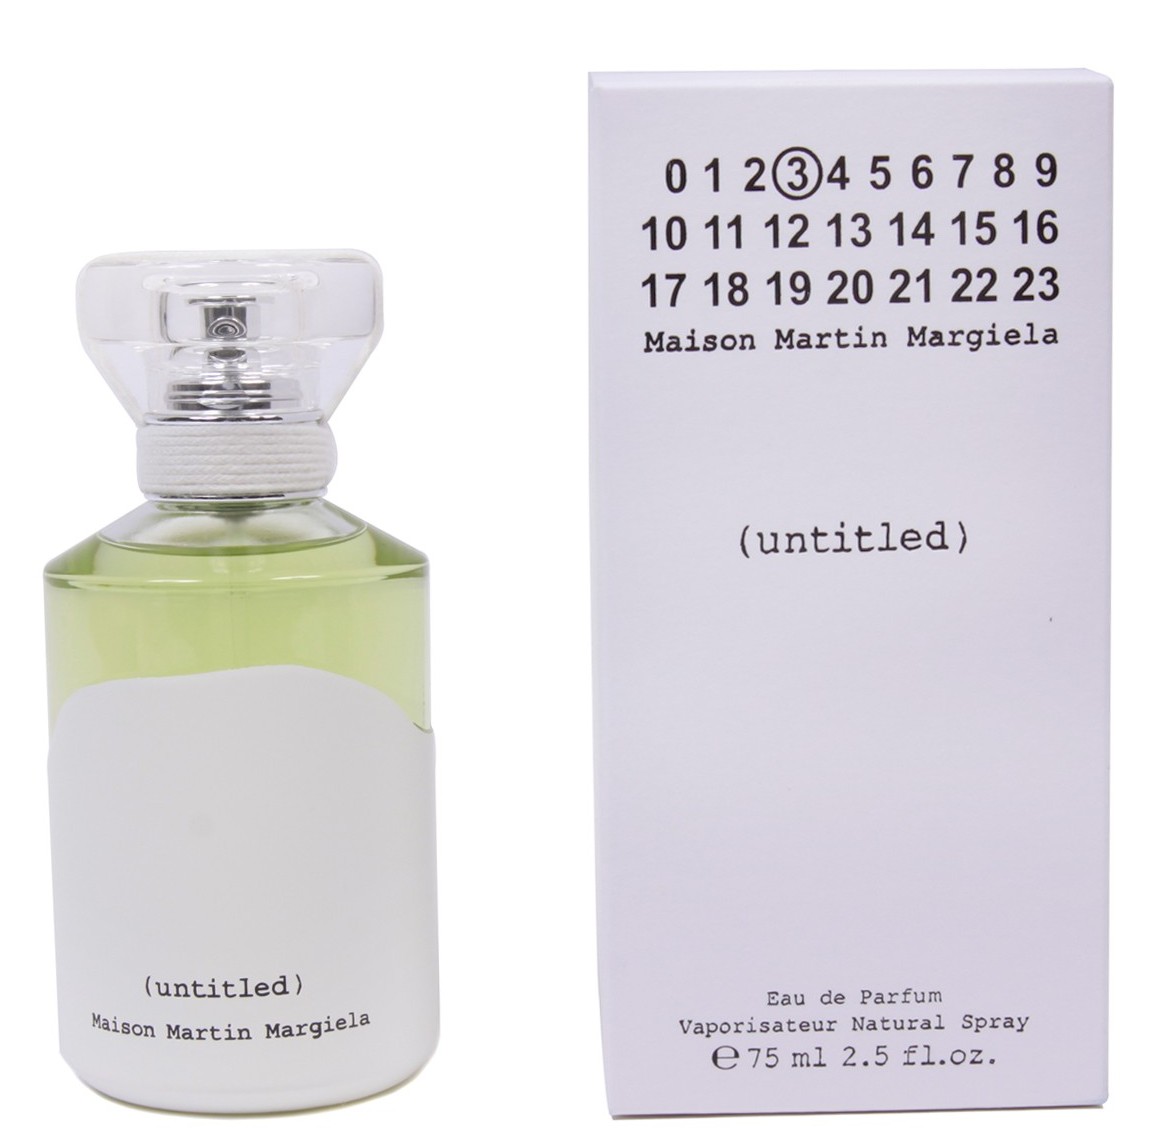 (untitled)
Maison Martin Margiela
0 1 2 3 4 5 6 7 8 9
10 11 12 13 14 15 16
17 18 19 20 21 22 23
Maison Martin Margiela
(untitled)
Eau de Parfum
Vaporisateur Natural Spray
℮ 75 ml 2.5 fl.oz.